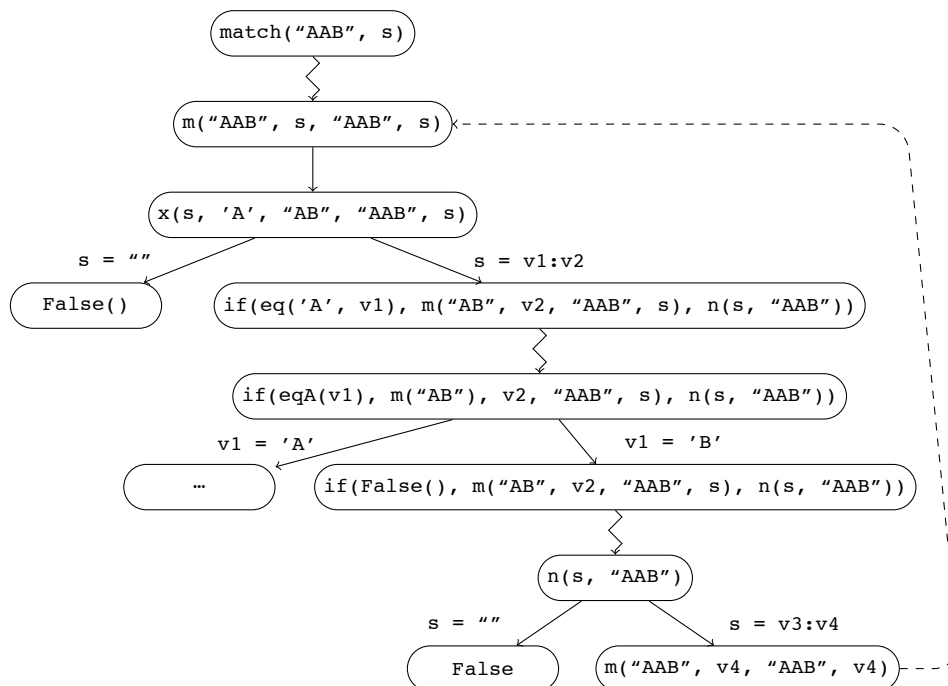 match(“AAB”, s)
m(“AAB”, s, “AAB”, s)
x(s, ’A’, “AB”, “AAB”, s)
s = “”
s = v1:v2
False()
if(eq(’A’, v1), m(“AB”, v2, “AAB”, s), n(s, “AAB”))
if(eqA(v1), m(“AB”), v2, “AAB”, s), n(s, “AAB”))
v1 = ’A’
v1 = ’B’
…
if(False(), m(“AB”, v2, “AAB”, s), n(s, “AAB”))
n(s, “AAB”)
s = “”
s = v3:v4
False
m(“AAB”, v4, “AAB”, v4)